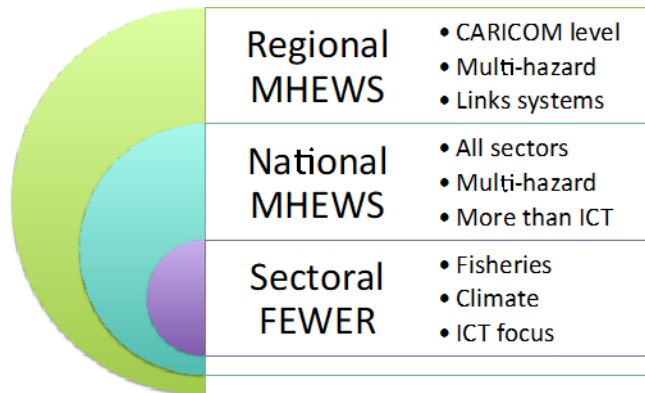 Regional
MHEWS
• CARICOM level
• Multi-hazard
• Links systems
National
MHEWS
• All sectors
• Multi-hazard
• More than ICT
Sectoral
FEWER
• Fisheries
• Climate
• ICT focus